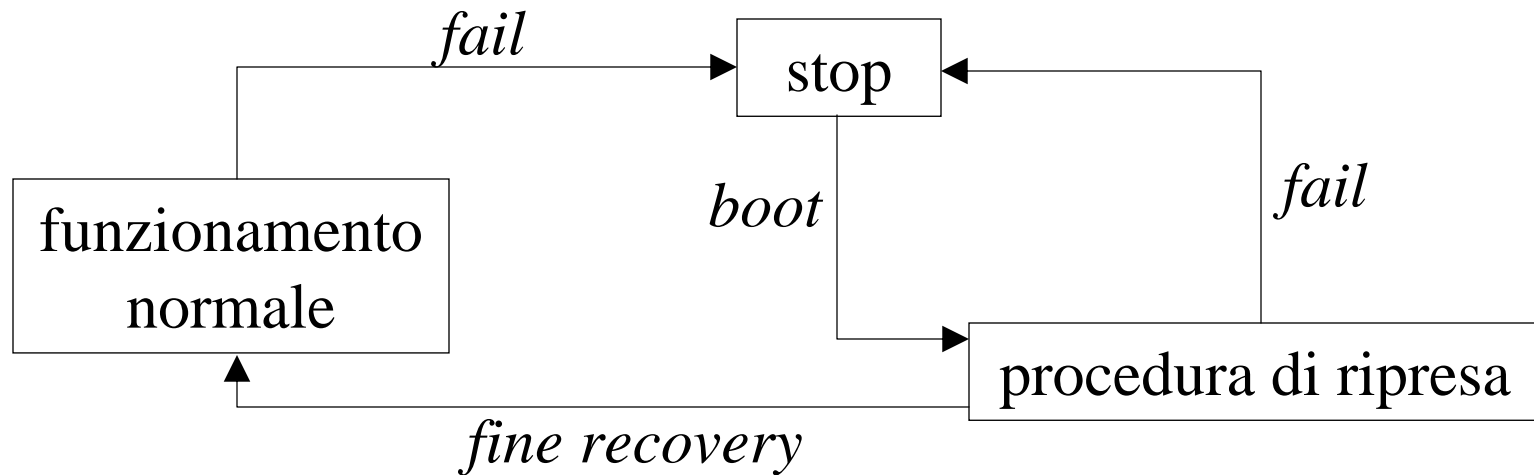 fail
stop
boot
fail
funzionamento
normale
procedura di ripresa
fine recovery